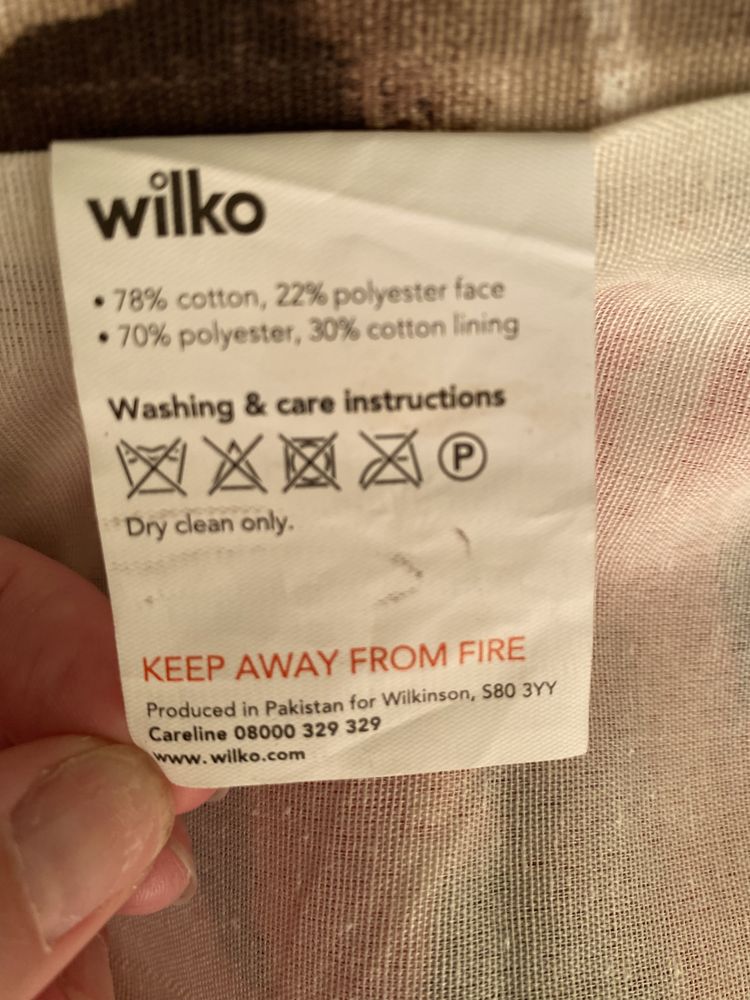 wilko
• 78% cotton, 22% polyester face
• 70% polyester, 30% cotton lining
Washing & care instructions
P
Dry clean only.
KEEP AWAY FROM FIRE
Produced in Pakistan for Wilkinson, S80 3YY
Careline 08000 329 329
www.wilko.com